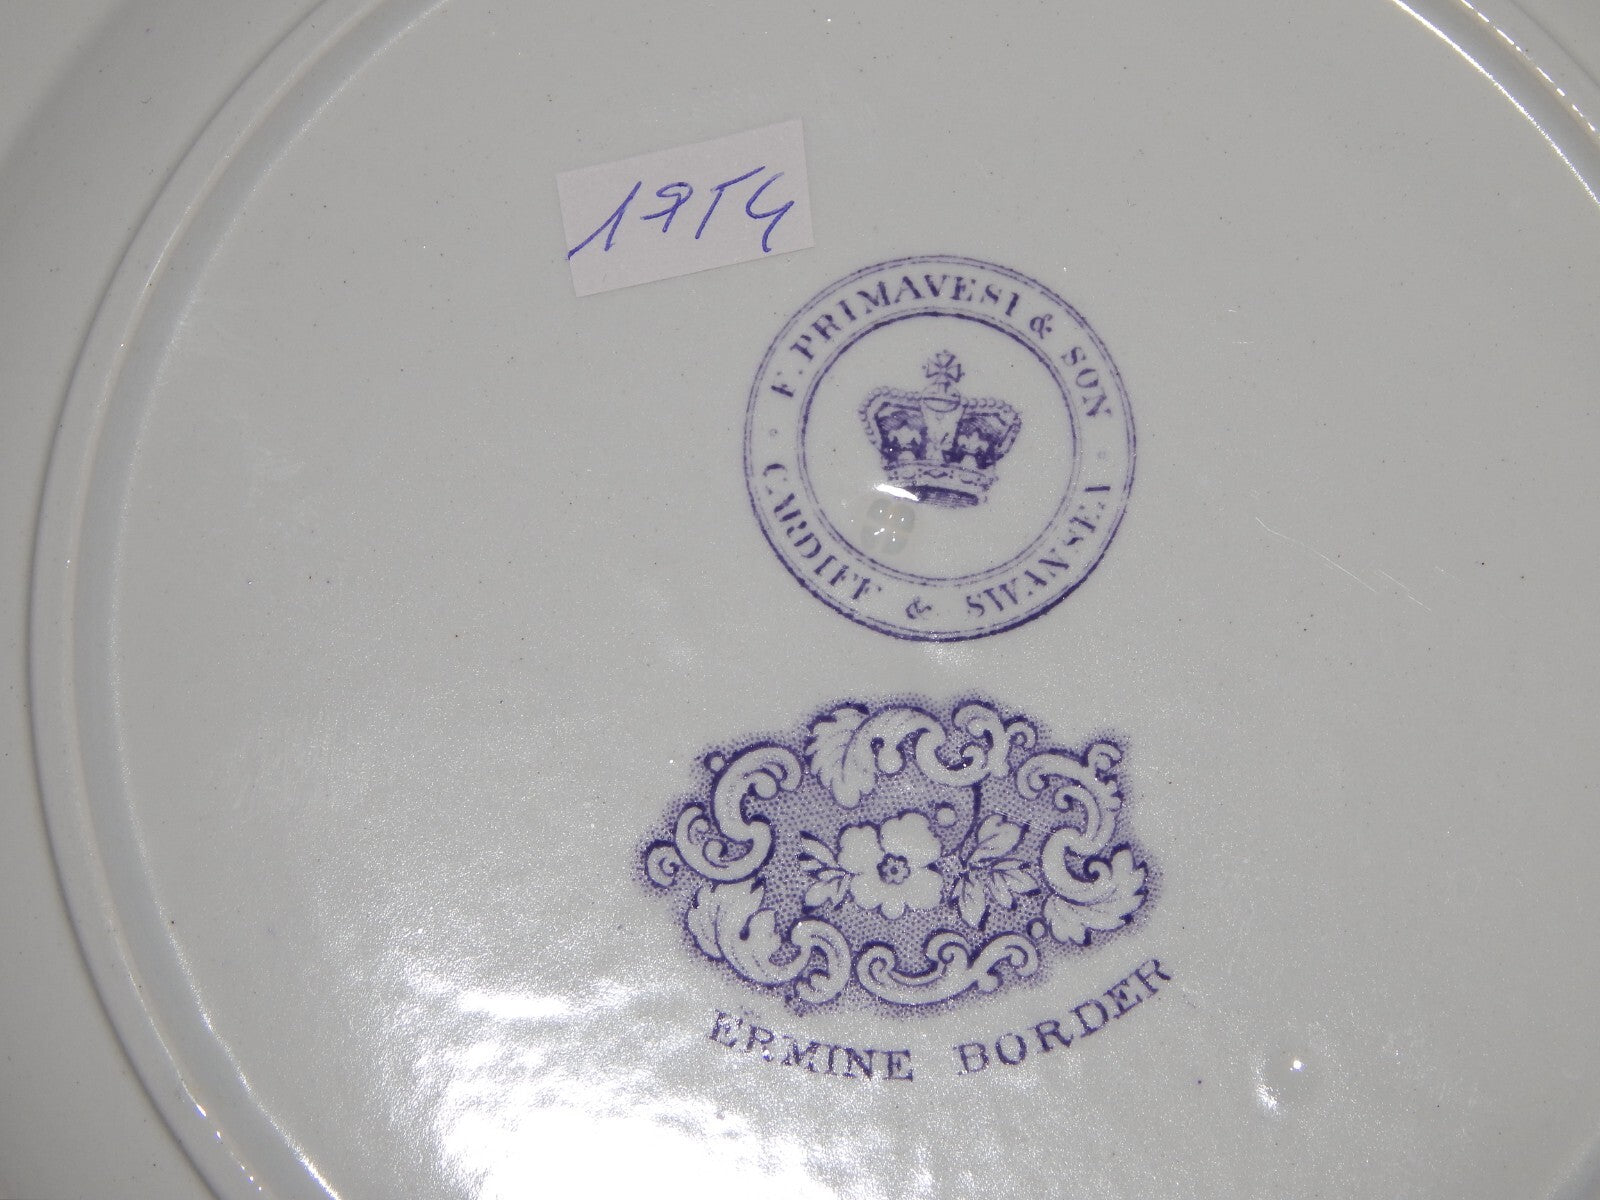 1954
F. PRIMAVESI & SON
CARDIFF & SWANSEA
ERMINE BORDER